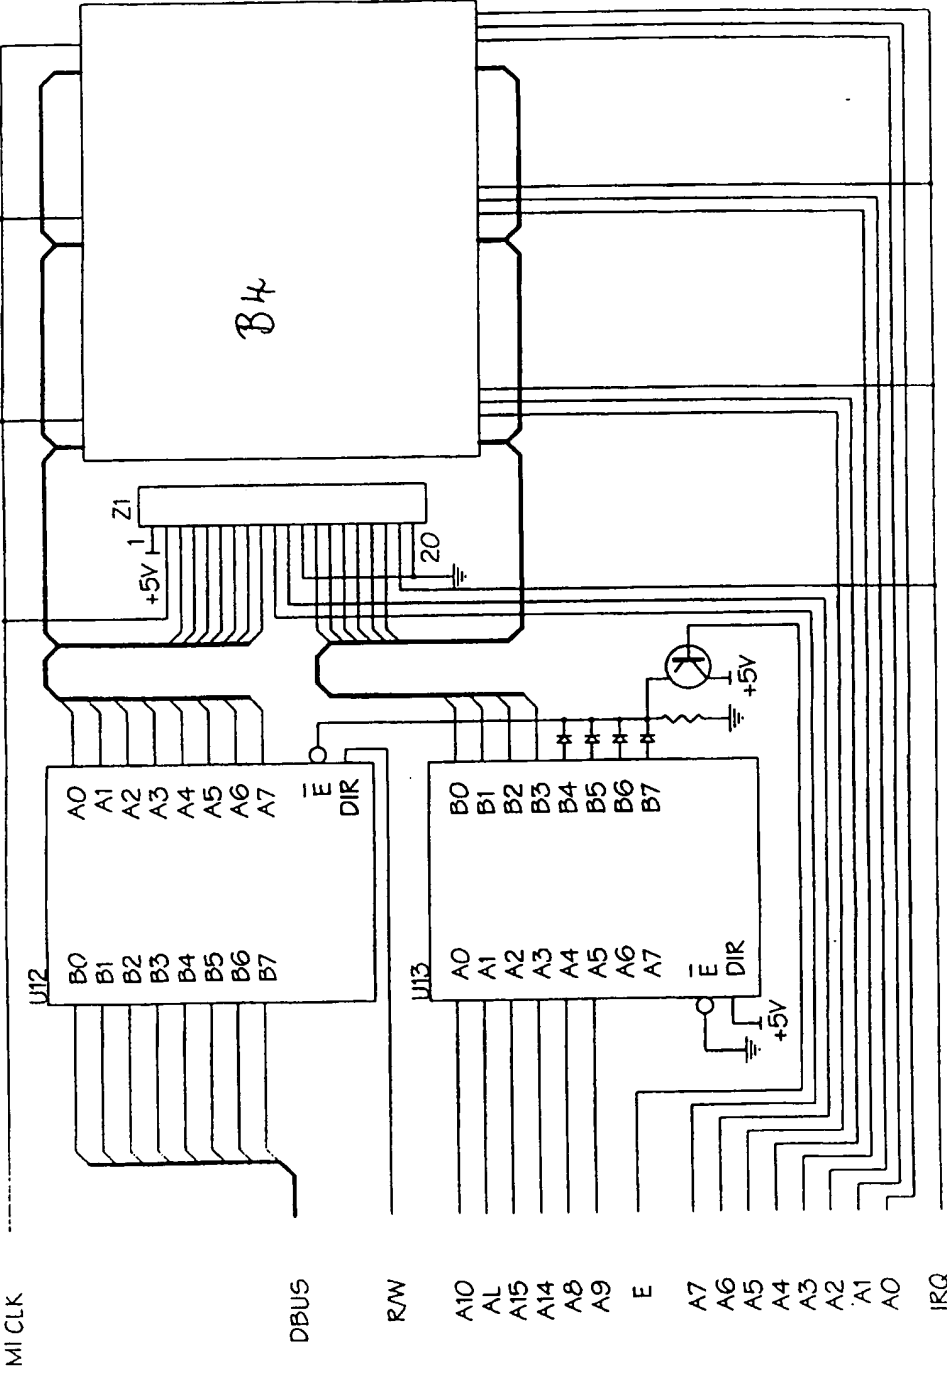 MI CLK
DBUS
R/W
A10
AL
A15
A14
A8
A9
E
A7
A6
A5
A4
A3
A2
A1
A0
IRQ
U12
B0
B1
B2
B3
B4
B5
B6
B7
A0
A1
A2
A3
A4
A5
A6
A7
E
DIR
U13
A0
A1
A2
A3
A4
A5
A6
A7
E
DIR
+5V
B0
B1
B2
B3
B4
B5
B6
B7
+5V
Z1
+5V
1
20
B4